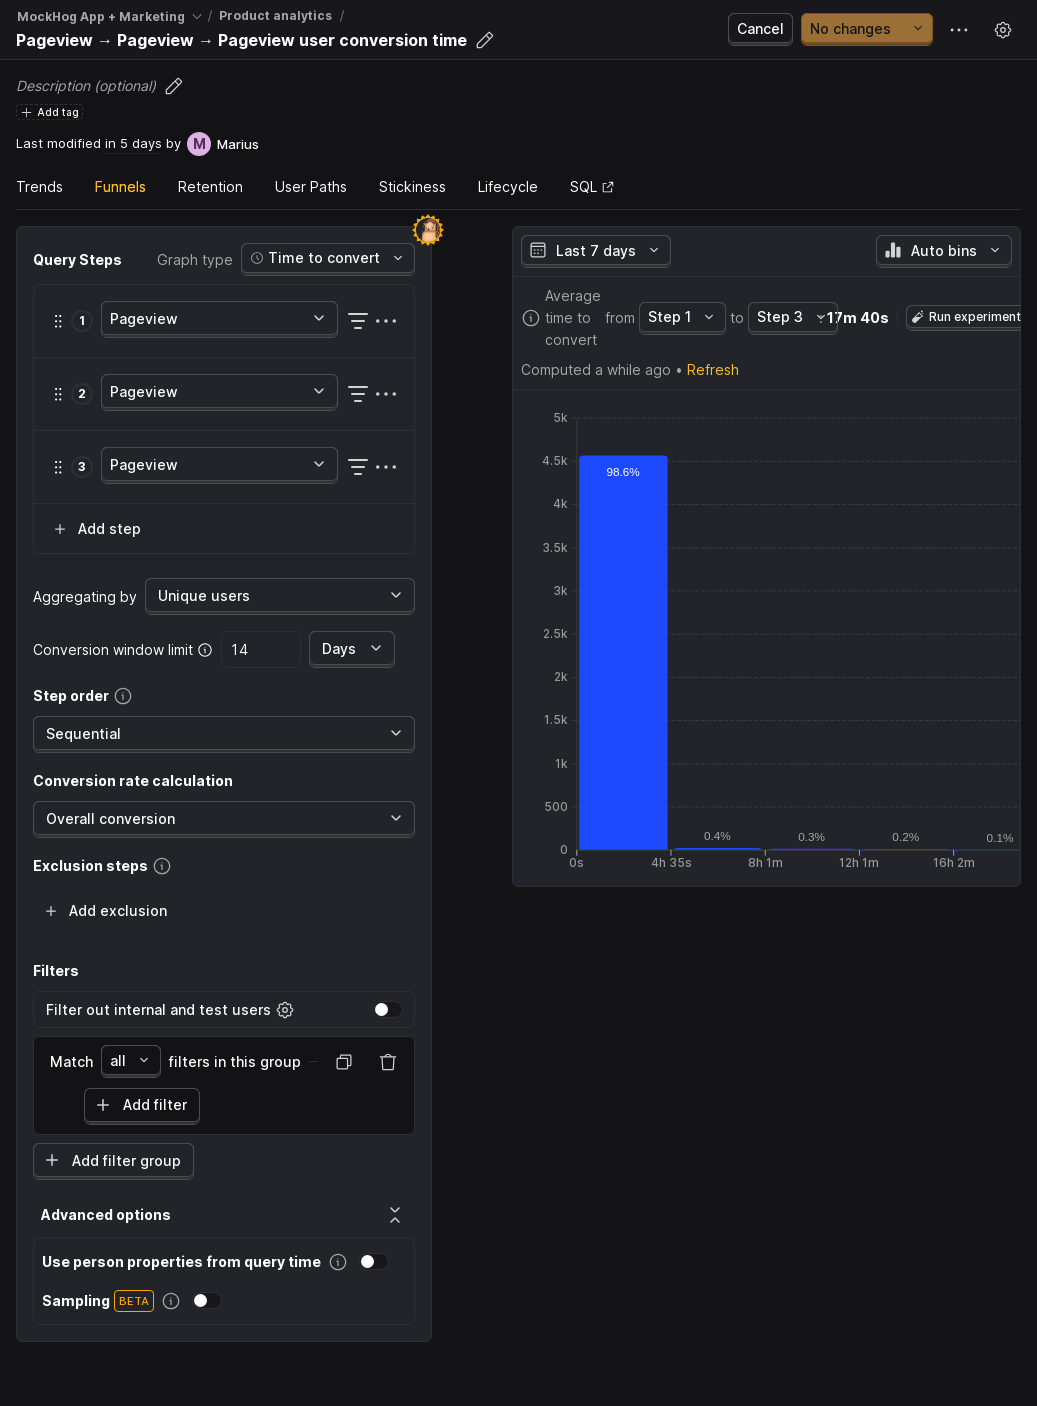 MockHog App + Marketing / Product analytics /
Pageview → Pageview → Pageview user conversion time
Cancel
No changes
Description (optional)
Add tag
Last modified in 5 days by M Marius
Trends Funnels Retention User Paths Stickiness Lifecycle SQL
Query Steps Graph type Time to convert
1 Pageview
2 Pageview
3 Pageview
Add step
Aggregating by Unique users
Conversion window limit 14 Days
Step order
Sequential
Conversion rate calculation
Overall conversion
Exclusion steps
Add exclusion
Filters
Filter out internal and test users
Match all filters in this group
Add filter
Add filter group
Advanced options
Use person properties from query time
Sampling BETA
Last 7 days Auto bins
Average time to convert from Step 1 to Step 3 : 17m 40s Run experiment
Computed a while ago • Refresh
5k
4.5k
4k
3.5k
3k
2.5k
2k
1.5k
1k
500
0
98.6% 0.4% 0.3% 0.2% 0.1%
0s 4h 35s 8h 1m 12h 1m 16h 2m